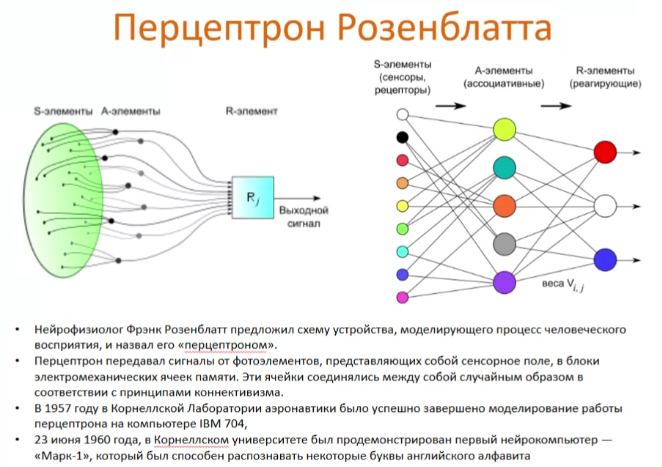 Перцептрон Розенблатта
S-элементы А-элементы R-элемент
R j
Выходной
сигнал
S-элементы
(сенсоры,
рецепторы)
А-элементы
(ассоциативные)
R-элементы
(реагирующие)
веса V i, j
• Нейрофизиолог Фрэнк Розенблатт предложил схему устройства, моделирующего процесс человеческого
восприятия, и назвал его «перцептроном».
• Перцептрон передавал сигналы от фотоэлементов, представляющих собой сенсорное поле, в блоки
электромеханических ячеек памяти. Эти ячейки соединялись между собой случайным образом в
соответствии с принципами коннективизма.
• В 1957 году в Корнеллской Лаборатории аэронавтики было успешно завершено моделирование работы
перцептрона на компьютере IBM 704,
• 23 июня 1960 года, в Корнеллском университете был продемонстрирован первый нейрокомпьютер —
«Марк-1», который был способен распознавать некоторые буквы английского алфавита